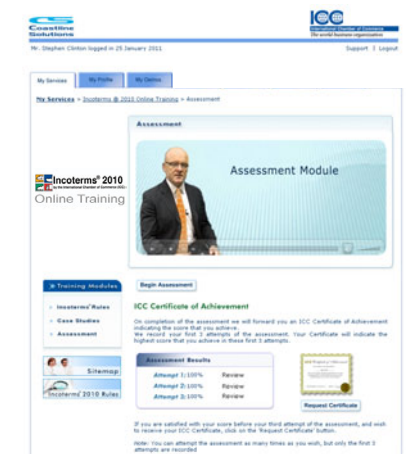 Coastline
Solutions
ICC
International Chamber of Commerce
The world business organization
Mr. Stephen Clinton logged in 25 January 2011
Support | Logout
My Services
My Profile
My Demos
My Services > Incoterms ® 2010 Online Training > Assessment
Assessment
Assessment Module
Incoterms® 2010
by the International Chamber of Commerce (ICC)
Online Training
Training Modules
Incoterms® Rules
Case Studies
Assessment
Sitemap
Incoterms® 2010 Rules
Begin Assessment
ICC Certificate of Achievement
On completion of the assessment we will forward you an ICC Certificate of Achievement
indicating the score that you achieve.
We record your first 3 attempts of the assessment. Your Certificate will indicate the
highest score that you achieve in these first 3 attempts.
Assessment Results
Attempt 1: 100% Review
Attempt 2: 100% Review
Attempt 3: 100% Review
Request Certificate
If you are satisfied with your score before your third attempt of the assessment, and wish
to receive your ICC Certificate, click on the 'Request Certificate' button.
Note: You can attempt the assessment as many times as you wish, but only the first 3
attempts are recorded